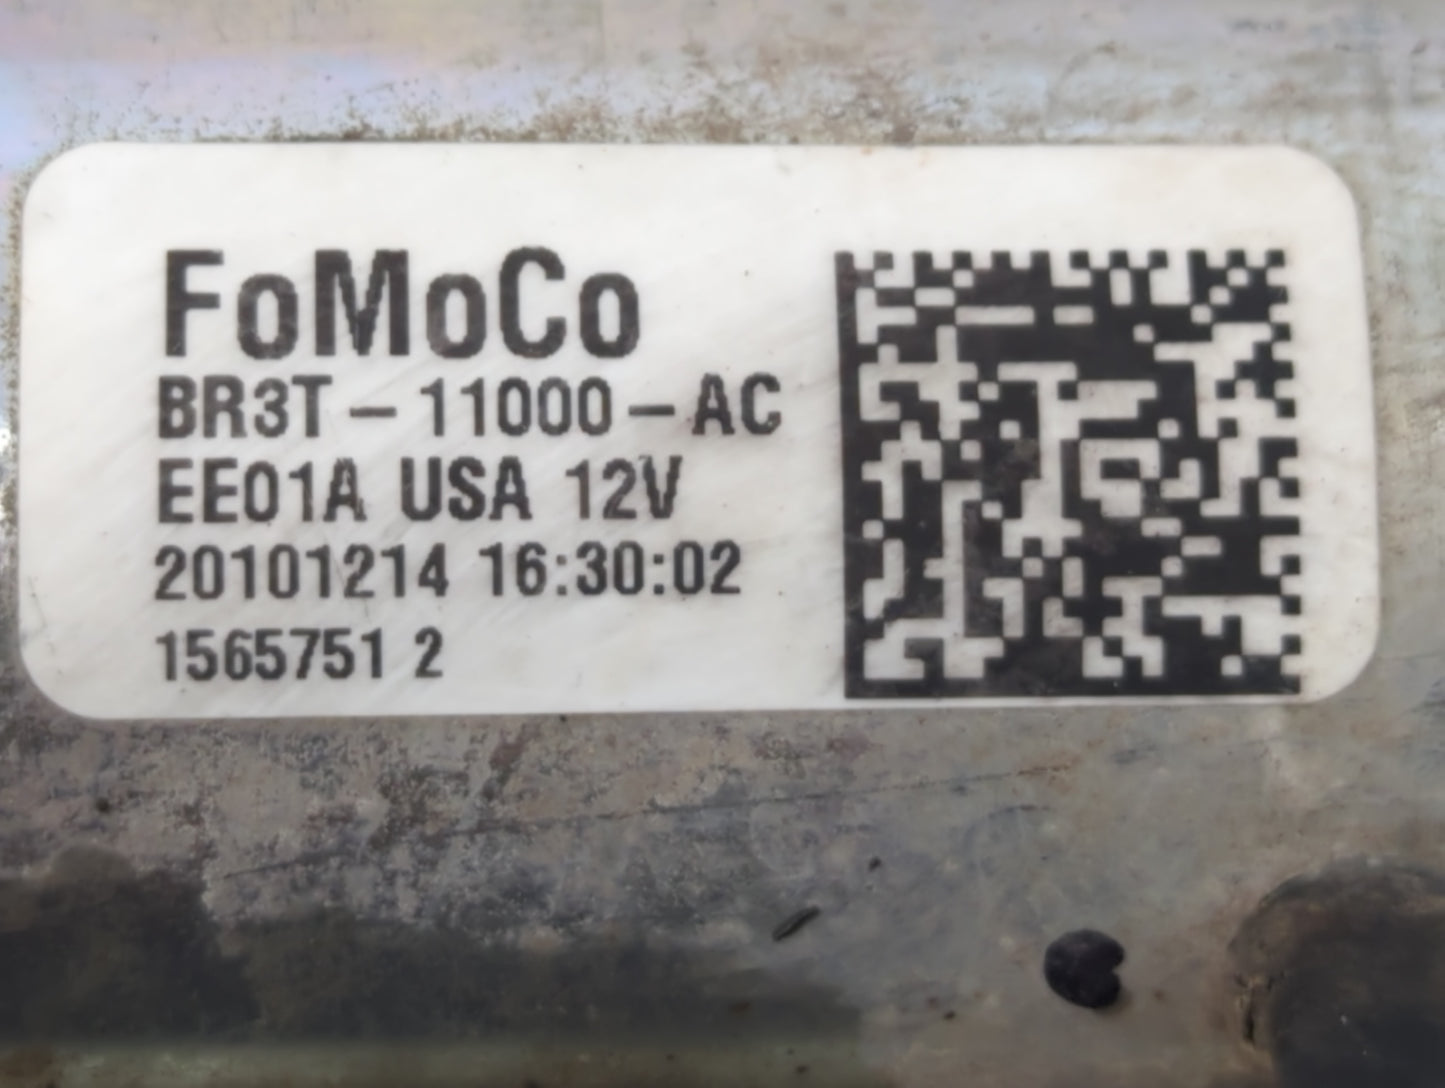 FoMoCo
BR3T-11000-AC
EE01A USA 12V
20101214 16:30:02
1565751 2